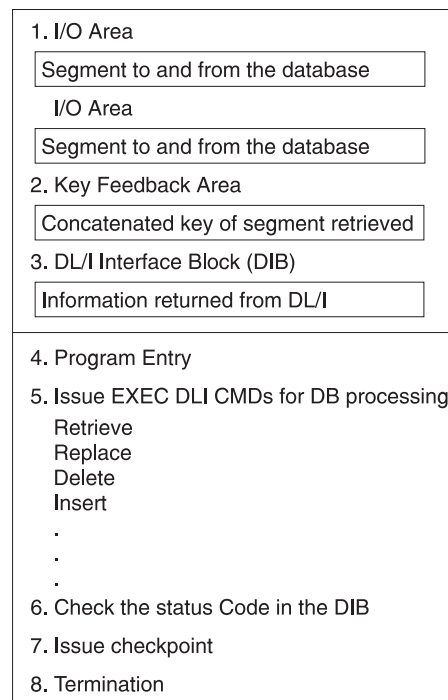 1. I/O Area
Segment to and from the database
I/O Area
Segment to and from the database
2. Key Feedback Area
Concatenated key of segment retrieved
3. DL/I Interface Block (DIB)
Information returned from DL/I
4. Program Entry
5. Issue EXEC DLI CMDs for DB processing
Retrieve
Replace
Delete
Insert
.
.
.
6. Check the status Code in the DIB
7. Issue checkpoint
8. Termination